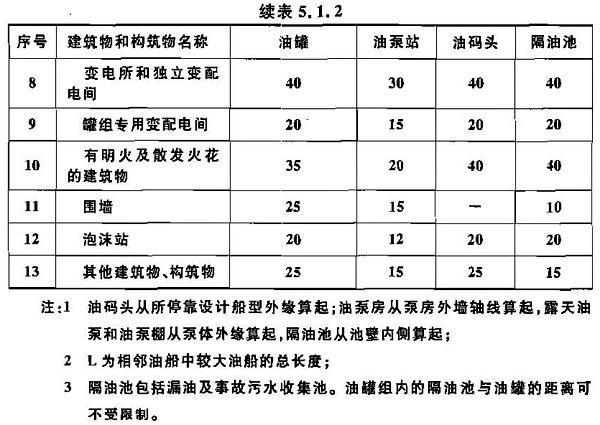 续表 5.1.2
序号 建筑物和构筑物名称 油罐 油泵站 油码头 隔油池
8 变电所和独立变配电间 40 30 40 40
9 罐组专用变配电间 20 15 20 20
10 有明火及散发火花的建筑物 35 20 40 40
11 围墙 25 15 — 10
12 泡沫站 20 12 20 20
13 其他建筑物、构筑物 25 15 25 15
注:1 油码头从所停靠设计船型外缘算起;油泵房从泵房外墙轴线算起,露天油
泵和油泵棚从泵体外缘算起,隔油池从池壁内侧算起;
2 L为相邻油船中较大油船的总长度;
3 隔油池包括漏油及事故污水收集池。油罐组内的隔油池与油罐的距离可
不受限制。